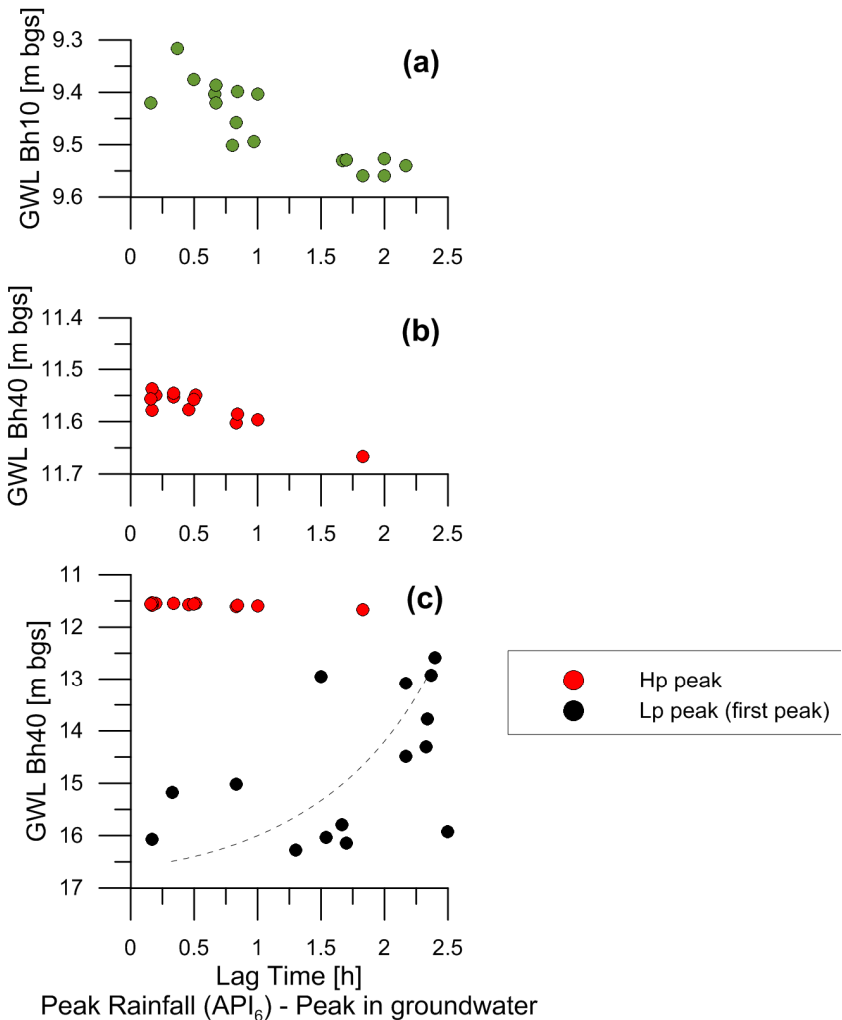 (a)
GWL Bh10 [m bgs]
9.3
9.4
9.5
9.6
0 0.5 1 1.5 2 2.5
(b)
GWL Bh40 [m bgs]
11.4
11.5
11.6
11.7
0 0.5 1 1.5 2 2.5
(c)
GWL Bh40 [m bgs]
11
12
13
14
15
16
17
0 0.5 1 1.5 2 2.5
Lag Time [h]
Peak Rainfall (API₆) - Peak in groundwater
Hp peak
Lp peak (first peak)